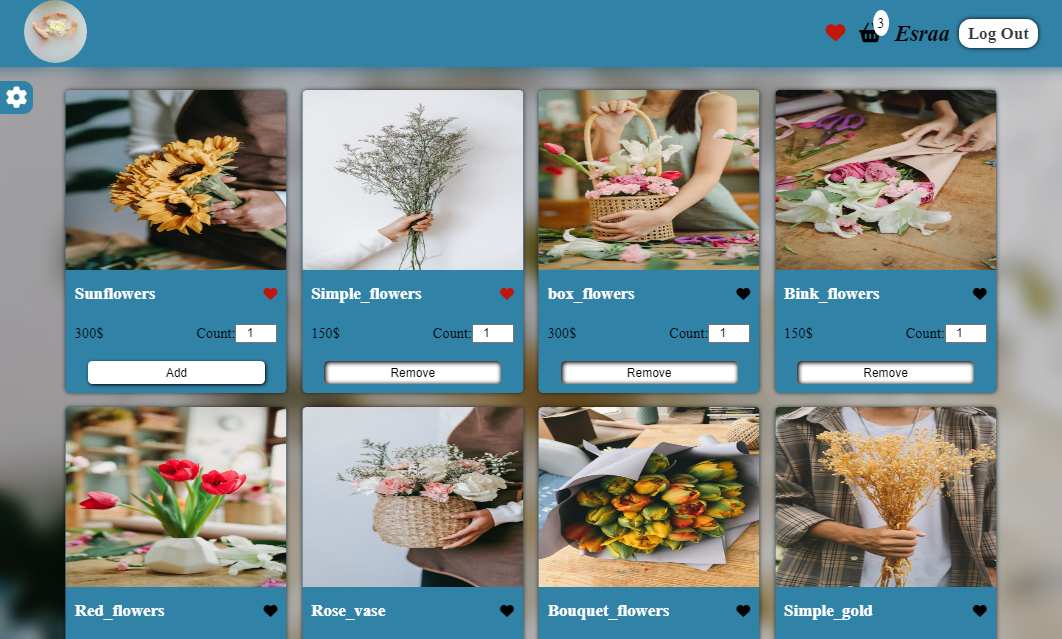 3
Esraa
Log Out
Sunflowers
Simple_flowers
box_flowers
Bink_flowers
300$ Count: 1
150$ Count: 1
300$ Count: 1
150$ Count: 1
Add
Remove
Remove
Remove
Red_flowers
Rose_vase
Bouquet_flowers
Simple_gold